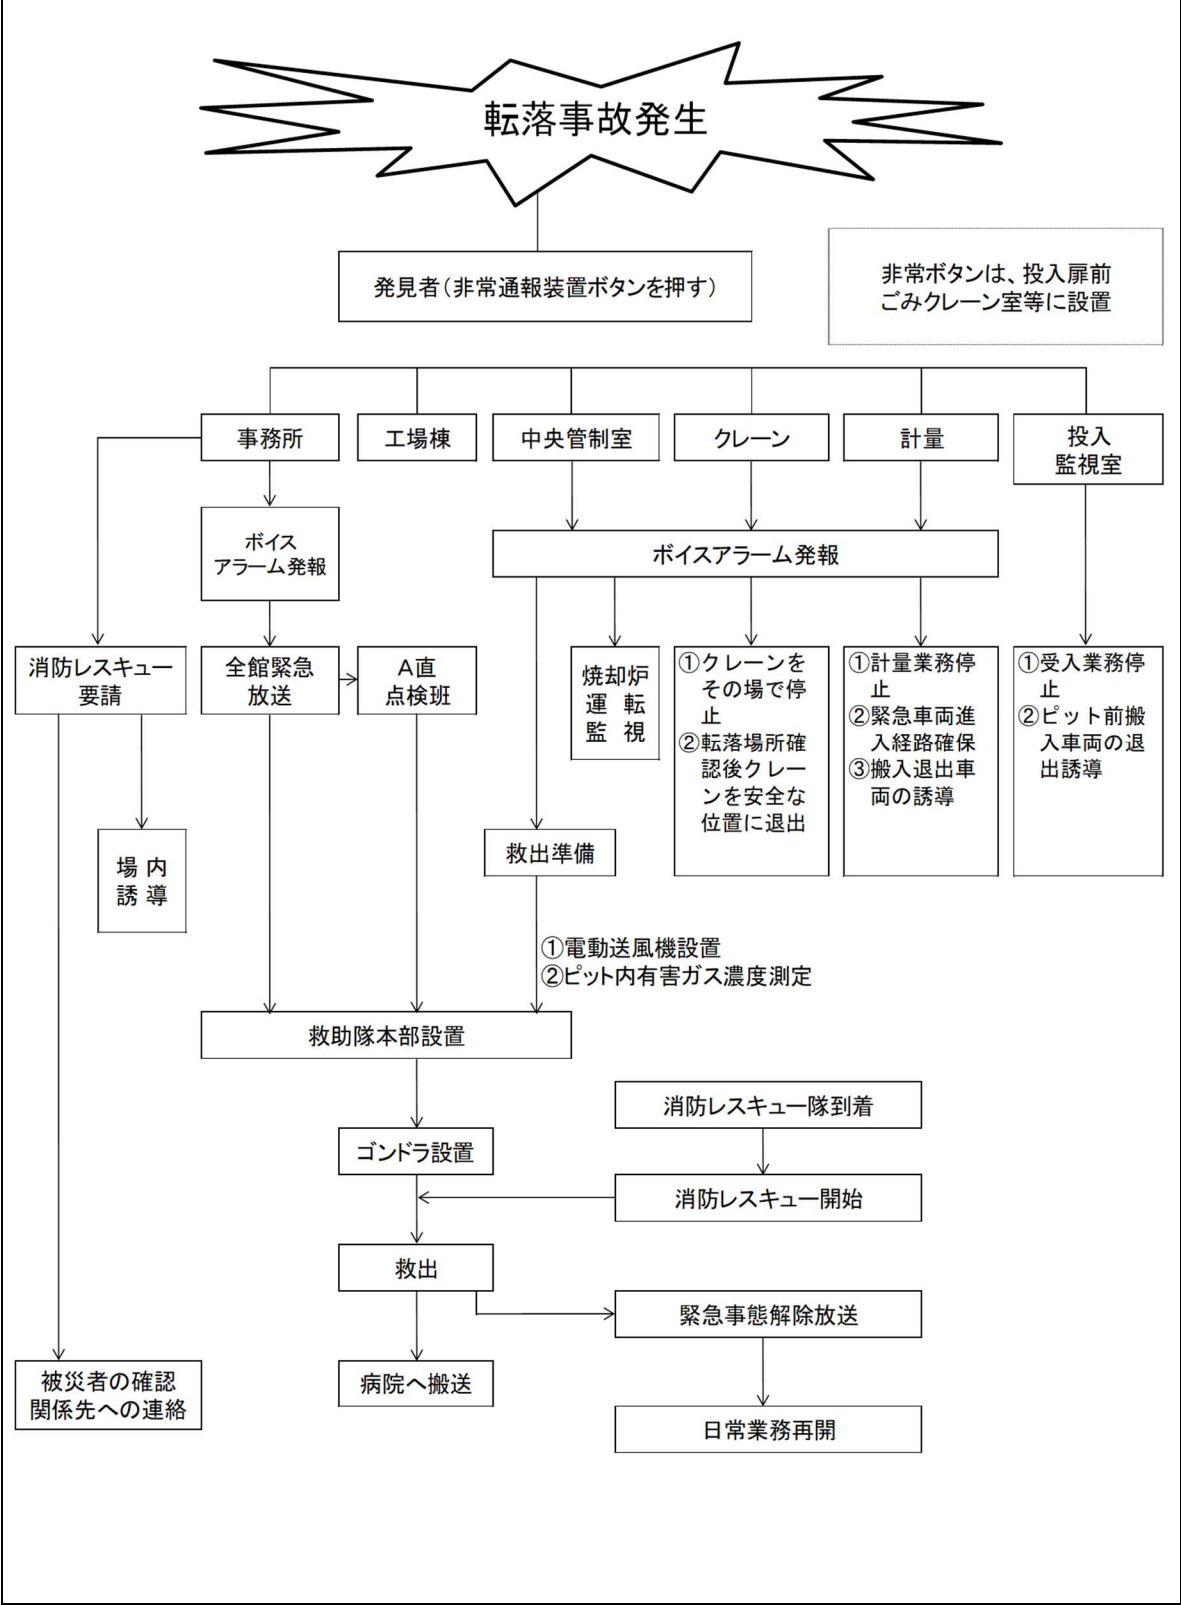 転落事故発生
発見者（非常通報装置ボタンを押す）
非常ボタンは、投入扉前
ごみクレーン室等に設置
事務所
工場棟
中央管制室
クレーン
計量
投入
監視室
ボイス
アラーム発報
ボイスアラーム発報
消防レスキュー
要請
全館緊急
放送
A直
点検班
焼却炉
運転
監視
①クレーンを
その場で停
止
②転落場所確
認後クレー
ンを安全な
位置に退出
①計量業務停
止
②緊急車両進
入経路確保
③搬入退出車
両の誘導
①受入業務停
止
②ピット前搬
入車両の退
出誘導
場内
誘導
救出準備
①電動送風機設置
②ピット内有害ガス濃度測定
救助隊本部設置
消防レスキュー隊到着
ゴンドラ設置
消防レスキュー開始
救出
緊急事態解除放送
被災者の確認
関係先への連絡
病院へ搬送
日常業務再開